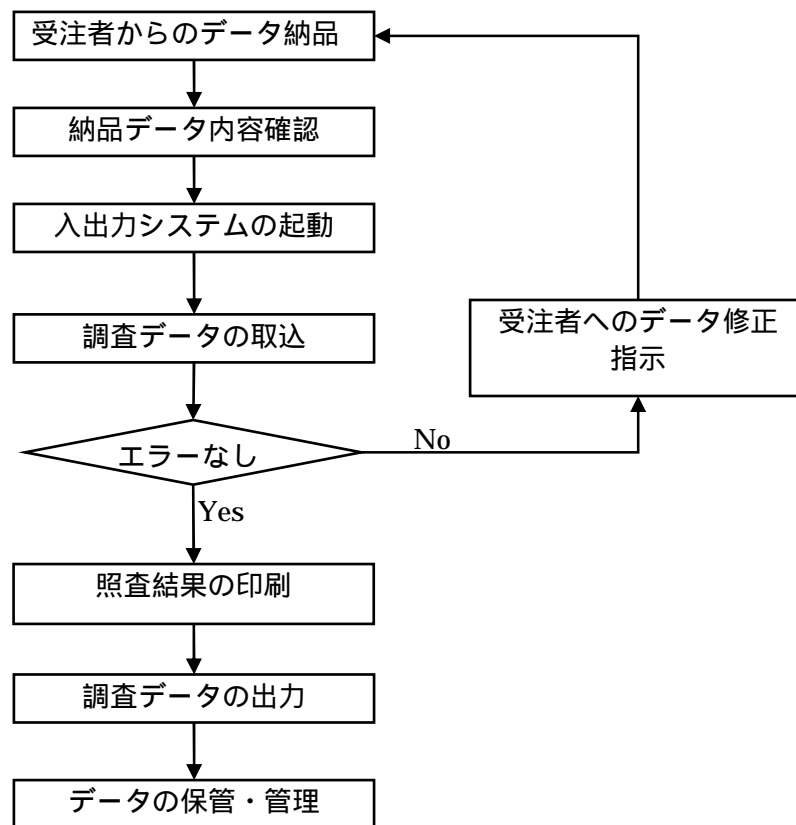 受注者からのデータ納品
納品データ内容確認
入出力システムの起動
調査データの取込
受注者へのデータ修正
指示
エラーなし
No
Yes
照査結果の印刷
調査データの出力
データの保管・管理